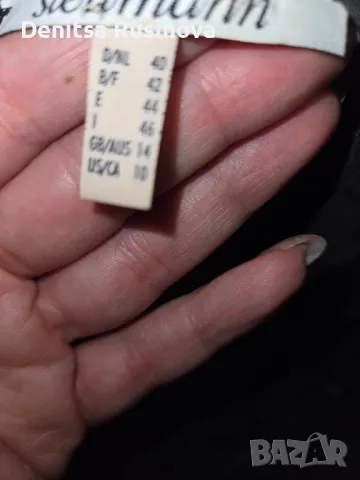 Denitsa Rusinova
D/NL 40
B/F 42
E 44
I 46
GB/AUS 14
US/CA 10
BAZAR